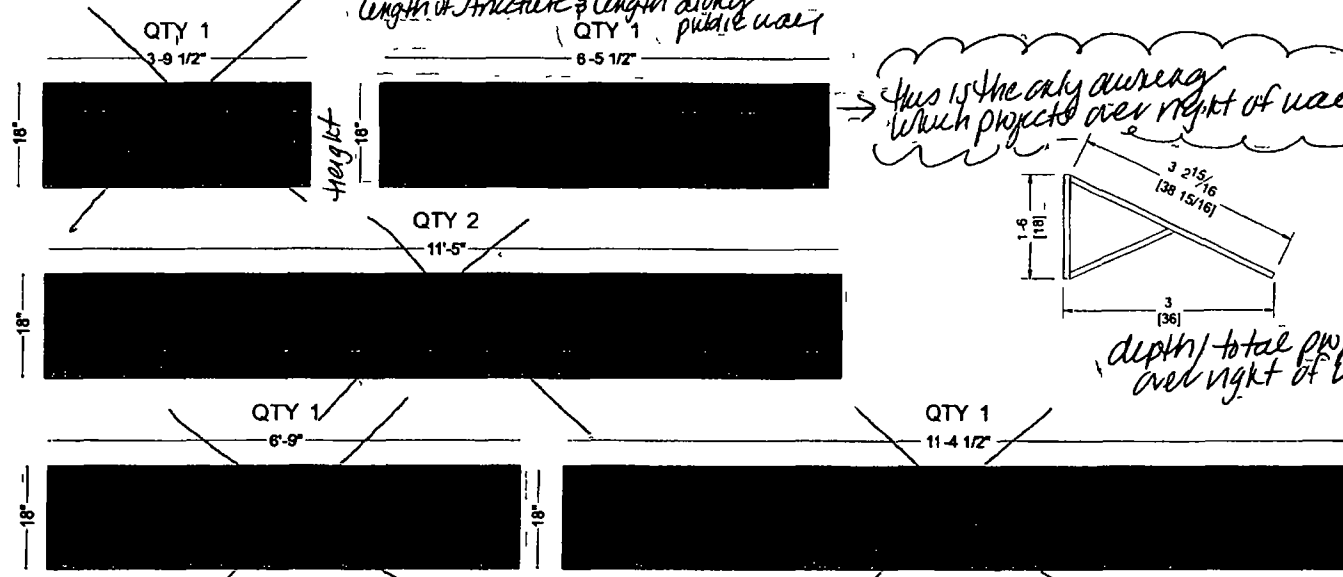 length of structure & length along
public way
QTY 1
3-9 1/2"
QTY 1
6-5 1/2"
18"
height
18"
this is the only awning
which projects over right of way
3 2 15/16
[38 15/16]
1-6
[18]
3
[36]
depth/total
over right of
QTY 2
11'-5"
18"
QTY 1
6'-9"
18"
QTY 1
11-4 1/2"
18"